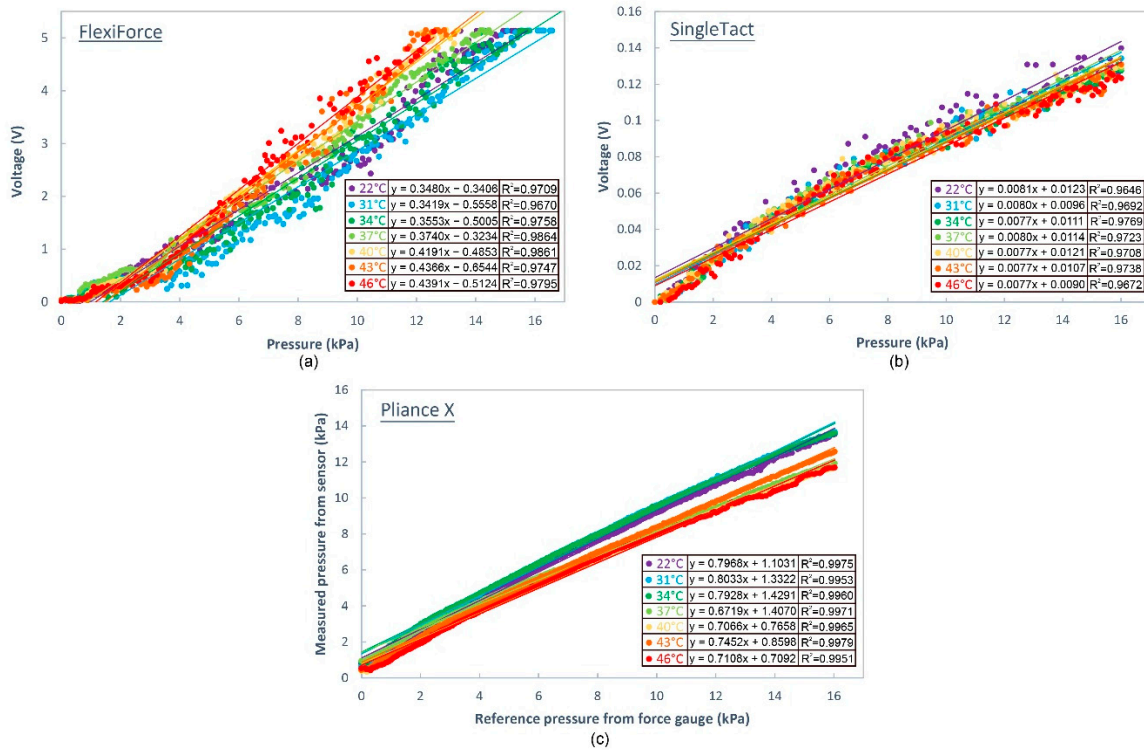 FlexiForce
Voltage (V)
5
4
3
2
1
0
22°C y = 0.3480x − 0.3406 R²=0.9709
31°C y = 0.3419x − 0.5558 R²=0.9670
34°C y = 0.3553x − 0.5005 R²=0.9758
37°C y = 0.3740x − 0.3234 R²=0.9864
40°C y = 0.4191x − 0.4853 R²=0.9861
43°C y = 0.4366x − 0.6544 R²=0.9747
46°C y = 0.4391x − 0.5124 R²=0.9795
0 2 4 6 8 10 12 14 16
Pressure (kPa)
(a)
SingleTact
Voltage (V)
0.16
0.14
0.12
0.10
0.08
0.06
0.04
0.02
0
22°C y = 0.0081x + 0.0123 R²=0.9646
31°C y = 0.0080x + 0.0096 R²=0.9692
34°C y = 0.0077x + 0.0111 R²=0.9769
37°C y = 0.0080x + 0.0114 R²=0.9723
40°C y = 0.0077x + 0.0121 R²=0.9708
43°C y = 0.0077x + 0.0107 R²=0.9738
46°C y = 0.0077x + 0.0090 R²=0.9672
0 2 4 6 8 10 12 14 16
Pressure (kPa)
(b)
Pliance X
Measured pressure from sensor (kPa)
16
14
12
10
8
6
4
2
0
22°C y = 0.7968x + 1.1031 R²=0.9975
31°C y = 0.8033x + 1.3322 R²=0.9953
34°C y = 0.7928x + 1.4291 R²=0.9960
37°C y = 0.6719x + 1.4070 R²=0.9971
40°C y = 0.7066x + 0.7658 R²=0.9965
43°C y = 0.7452x + 0.8598 R²=0.9979
46°C y = 0.7108x + 0.7092 R²=0.9951
0 2 4 6 8 10 12 14 16
Reference pressure from force gauge (kPa)
(c)